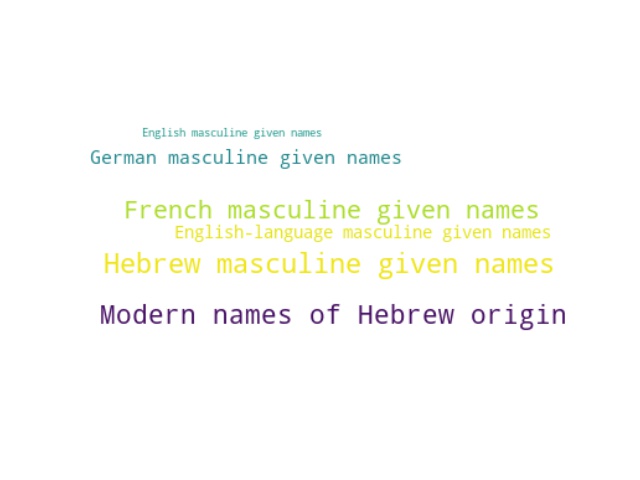 English masculine given names
German masculine given names
French masculine given names
English-language masculine given names
Hebrew masculine given names
Modern names of Hebrew origin